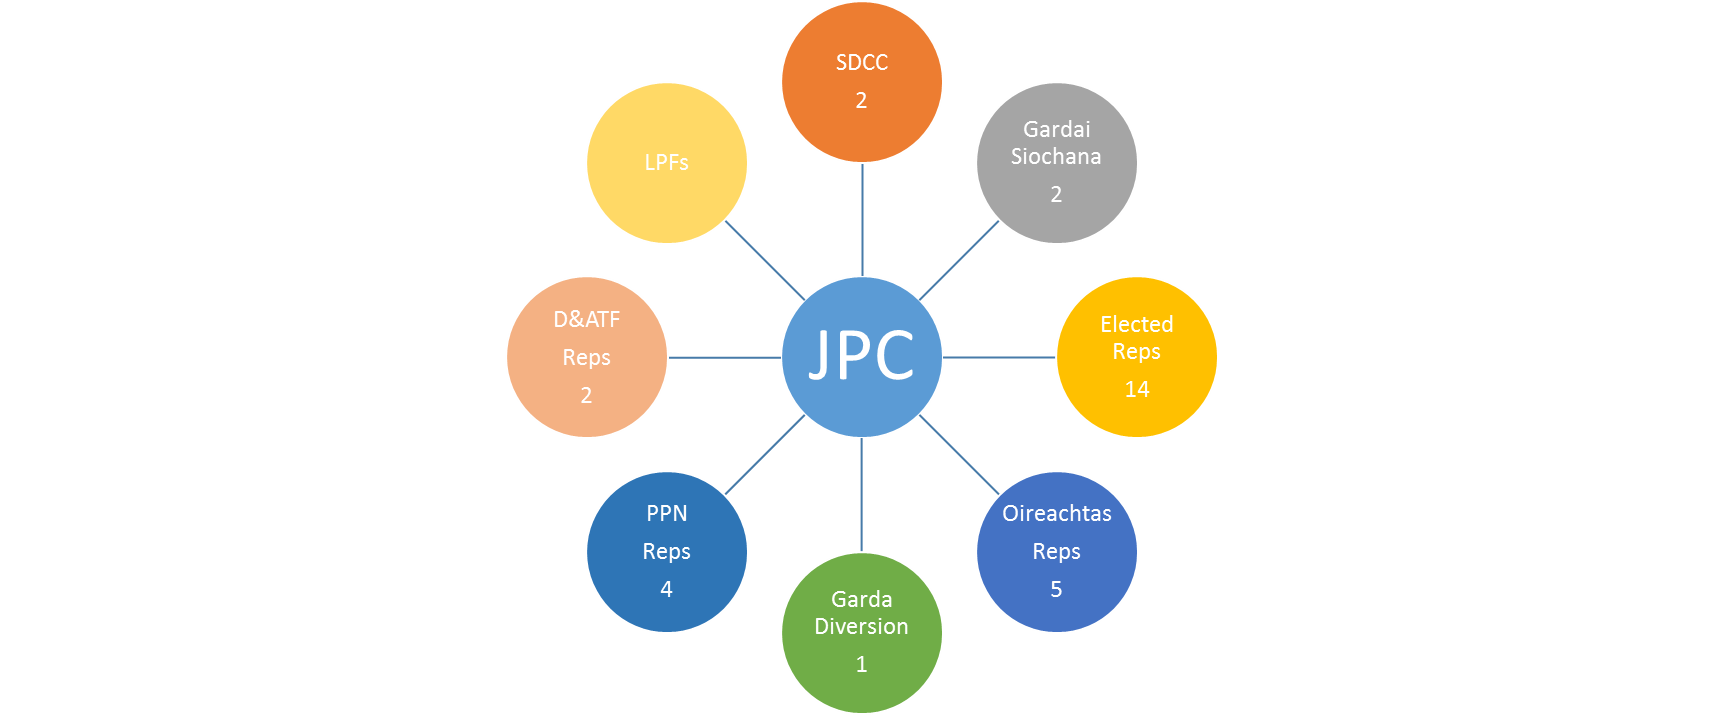 SDCC
2
LPFs
Gardai
Siochana
2
D&ATF
Reps
2
JPC
Elected
Reps
14
PPN
Reps
4
Oireachtas
Reps
5
Garda
Diversion
1